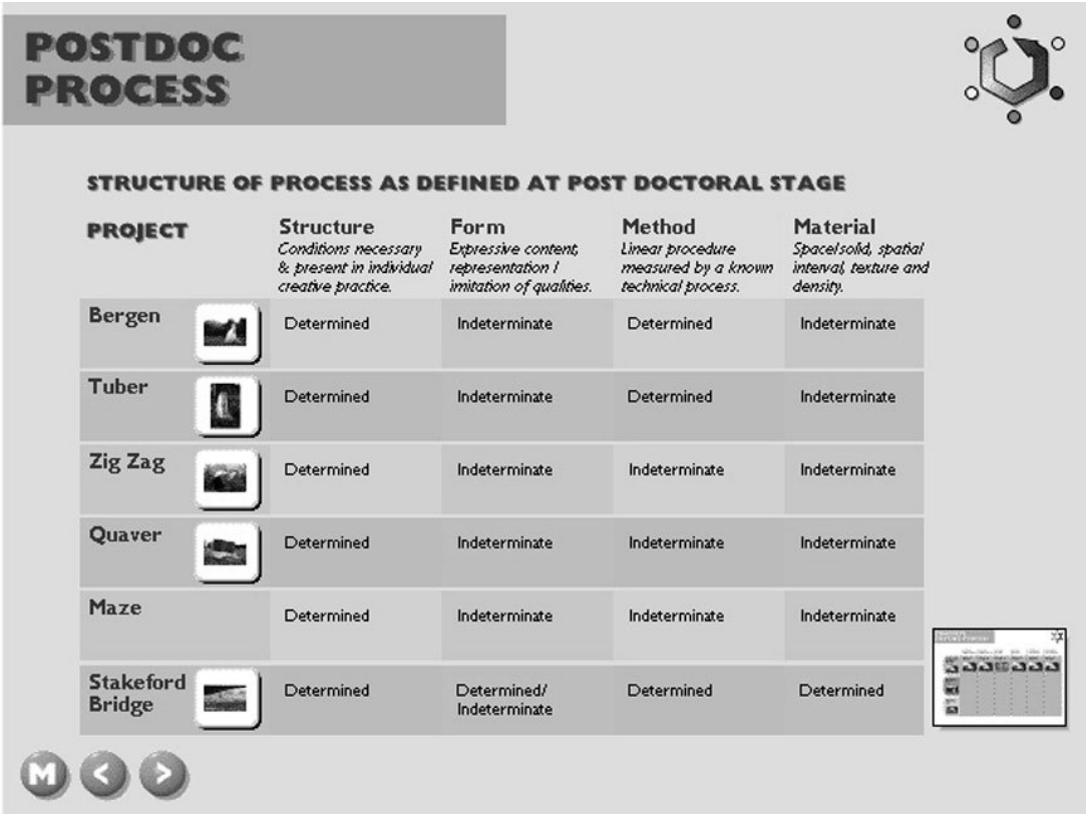 POSTDOC
PROCESS
STRUCTURE OF PROCESS AS DEFINED AT POST DOCTORAL STAGE
PROJECT
Structure
Conditions necessary
& present in individual
creative practice.
Form
Expressive content,
representation /
imitation of qualities.
Method
Linear procedure
measured by a known
technical process.
Material
Space/solid, spatial
interval, texture and
density.
Bergen Determined Indeterminate Determined Indeterminate
Tuber Determined Indeterminate Determined Indeterminate
Zig Zag Determined Indeterminate Indeterminate Indeterminate
Quaver Determined Indeterminate Indeterminate Indeterminate
Maze Determined Indeterminate Indeterminate Indeterminate
Stakeford
Bridge
Determined
Determined/
Indeterminate
Determined
Determined
M < >